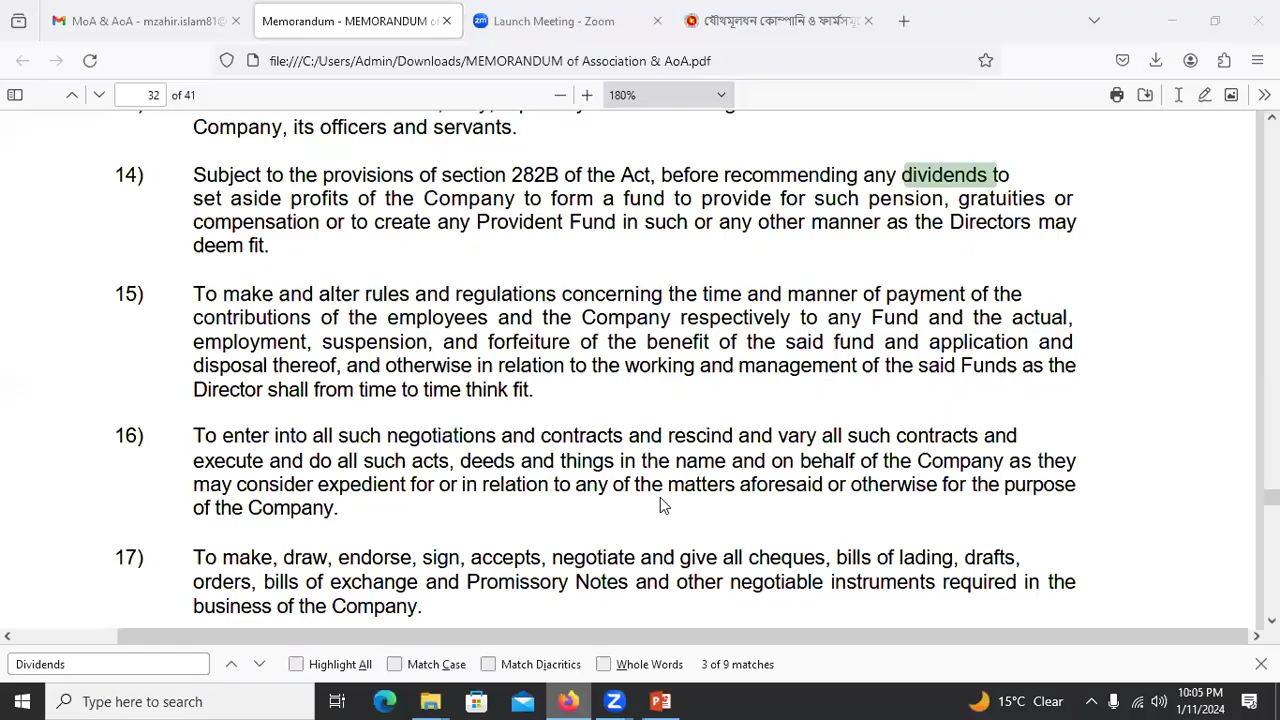 MoA & AoA - mzahir.islam81@
Memorandum - MEMORANDUM of
Launch Meeting - Zoom
যৌথমূলধন কোম্পানি ও ফার্মসমূ
file:///C:/Users/Admin/Downloads/MEMORANDUM of Association & AoA.pdf
32 of 41
180%
Company, its officers and servants.
14) Subject to the provisions of section 282B of the Act, before recommending any dividends to
set aside profits of the Company to form a fund to provide for such pension, gratuities or
compensation or to create any Provident Fund in such or any other manner as the Directors may
deem fit.
15) To make and alter rules and regulations concerning the time and manner of payment of the
contributions of the employees and the Company respectively to any Fund and the actual,
employment, suspension, and forfeiture of the benefit of the said fund and application and
disposal thereof, and otherwise in relation to the working and management of the said Funds as the
Director shall from time to time think fit.
16) To enter into all such negotiations and contracts and rescind and vary all such contracts and
execute and do all such acts, deeds and things in the name and on behalf of the Company as they
may consider expedient for or in relation to any of the matters aforesaid or otherwise for the purpose
of the Company.
17) To make, draw, endorse, sign, accepts, negotiate and give all cheques, bills of lading, drafts,
orders, bills of exchange and Promissory Notes and other negotiable instruments required in the
business of the Company.
Dividends
Highlight All
Match Case
Match Diacritics
Whole Words
3 of 9 matches
Type here to search
15°C Clear
10:05 PM
1/11/2024